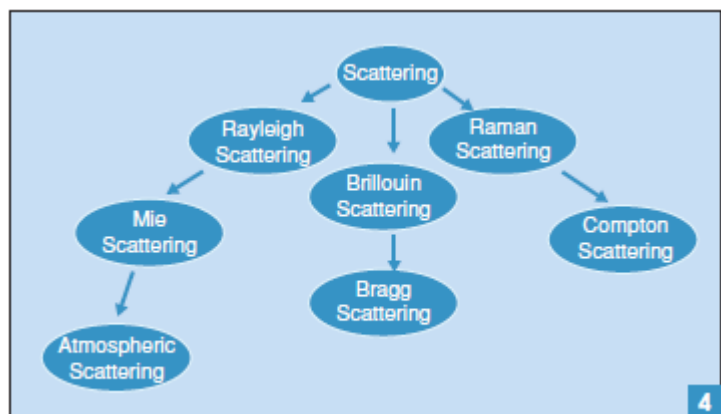 Scattering
Rayleigh
Scattering
Raman
Scattering
Brillouin
Scattering
Mie
Scattering
Compton
Scattering
Bragg
Scattering
Atmospheric
Scattering
4